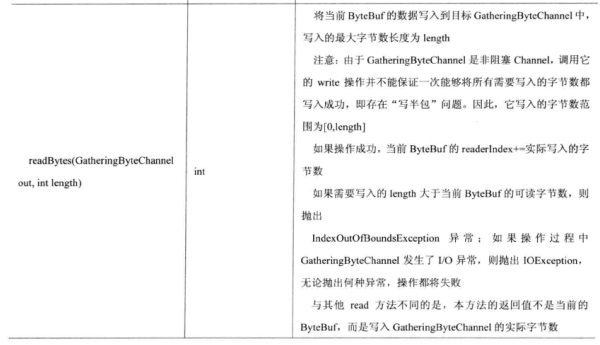 readBytes(GatheringByteChannel
out, int length)
int
将当前 ByteBuf 的数据写入到目标 GatheringByteChannel 中，
写入的最大字节数长度为 length
注意：由于 GatheringByteChannel 是非阻塞 Channel，调用它
的 write 操作并不能保证一次能够将所有需要写入的字节都
写入成功，即存在“写半包”问题。因此，它写入的字节数范
围为[0,length]
如果操作成功，当前 ByteBuf 的 readerIndex+=实际写入的字
节数
如果需要写入的 length 大于当前 ByteBuf 的可读字节数，则
抛出
IndexOutOfBoundsException 异常；如果操作过程中
GatheringByteChannel 发生了 I/O 异常，则抛出 IOException，
无论抛出何种异常，操作都将失败
与其他 read 方法不同的是，本方法的返回值不是当前的
ByteBuf，而是写入 GatheringByteChannel 的实际字节数